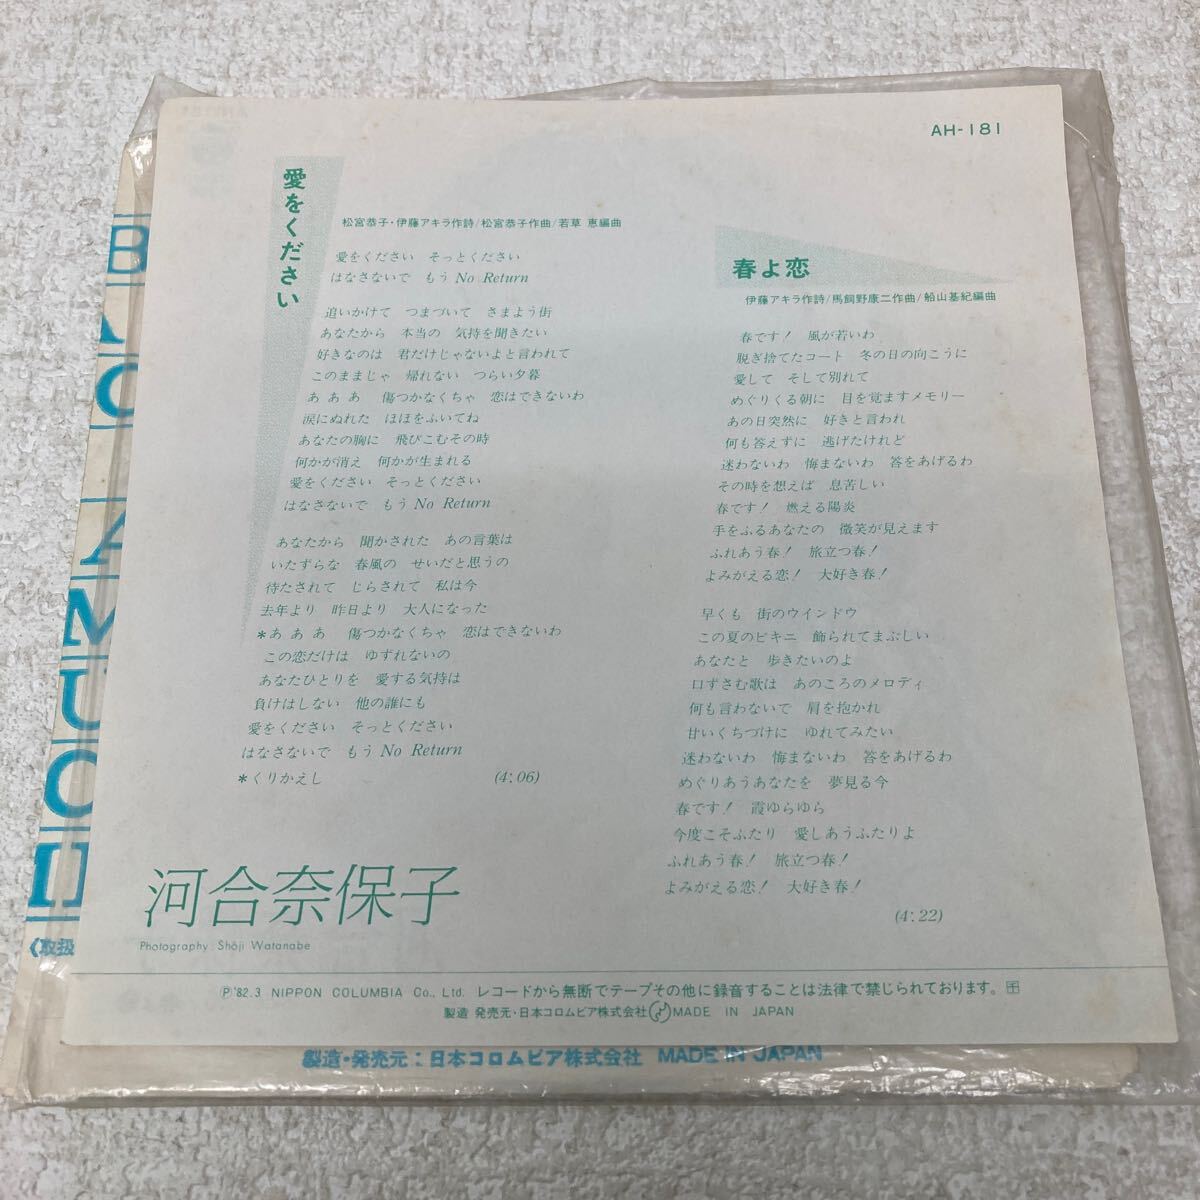 AH-181
愛をください
松宮恭子・伊藤アキラ作詩/松宮恭子作曲/若草 恵編曲
愛をください そっとください
はなさないで もう No Return
追いかけて つまづいて さまよう街
あなたから 本当の 気持を聞きたい
好きなのは 君だけじゃないよと言われて
このままじゃ 帰れない つらい夕暮
あ あ あ 傷つかなくちゃ 恋はできないわ
涙にぬれた ほほをふいてね
あなたの胸に 飛びこむその時
何かが消え 何かが生まれる
愛をください そっとください
はなさないで もう No Return
あなたから 聞かされた あの言葉は
いたずらな 春風の せいだと思うの
待たされて じらされて 私は今
去年より 昨日より 大人になった
*あ あ あ 傷つかなくちゃ 恋はできないわ
この恋だけは ゆずれないの
あなたひとりを 愛する気持は
負けはしない 他の誰にも
愛をください そっとください
はなさないで もう No Return
*くりかえし (4:06)
春よ恋
伊藤アキラ作詩/馬飼野康二作曲/船山基紀編曲
春です! 風が若いわ
脱ぎ捨てたコート 冬の日の向こうに
愛して そして別れて
めぐりくる朝に 目を覚ますメモリー
あの日突然に 好きと言われ
何も答えずに 逃げたけれど
迷わないわ 悔まないわ 答をあげるわ
その時を想えば 息苦しい
春です! 燃える陽炎
手をふるあなたの 微笑が見えます
ふれあう春! 旅立つ春!
よみがえる恋! 大好き春!
早くも 街のウインドウ
この夏のビキニ 飾られてまぶしい
あなたと 歩きたいのよ
口ずさむ歌は あのころのメロディ
何も言わないで 肩を抱かれ
甘いくちづけに ゆれてみたい
迷わないわ 悔まないわ 答をあげるわ
めぐりあうあなたを 夢見る今
春です! 霞ゆらゆら
今度こそふたり 愛しあうふたりよ
ふれあう春! 旅立つ春!
よみがえる恋! 大好き春!
(4:22)
河合奈保子
Photography Shōji Watanabe
Ⓟ'82.3 NIPPON COLUMBIA Co., Ltd. レコードから無断でテープその他に録音することは法律で禁じられております。
製造 発売元・日本コロムビア株式会社 MADE IN JAPAN
〈取扱
製造・発売元:日本コロムビア株式会社 MADE IN JAPAN